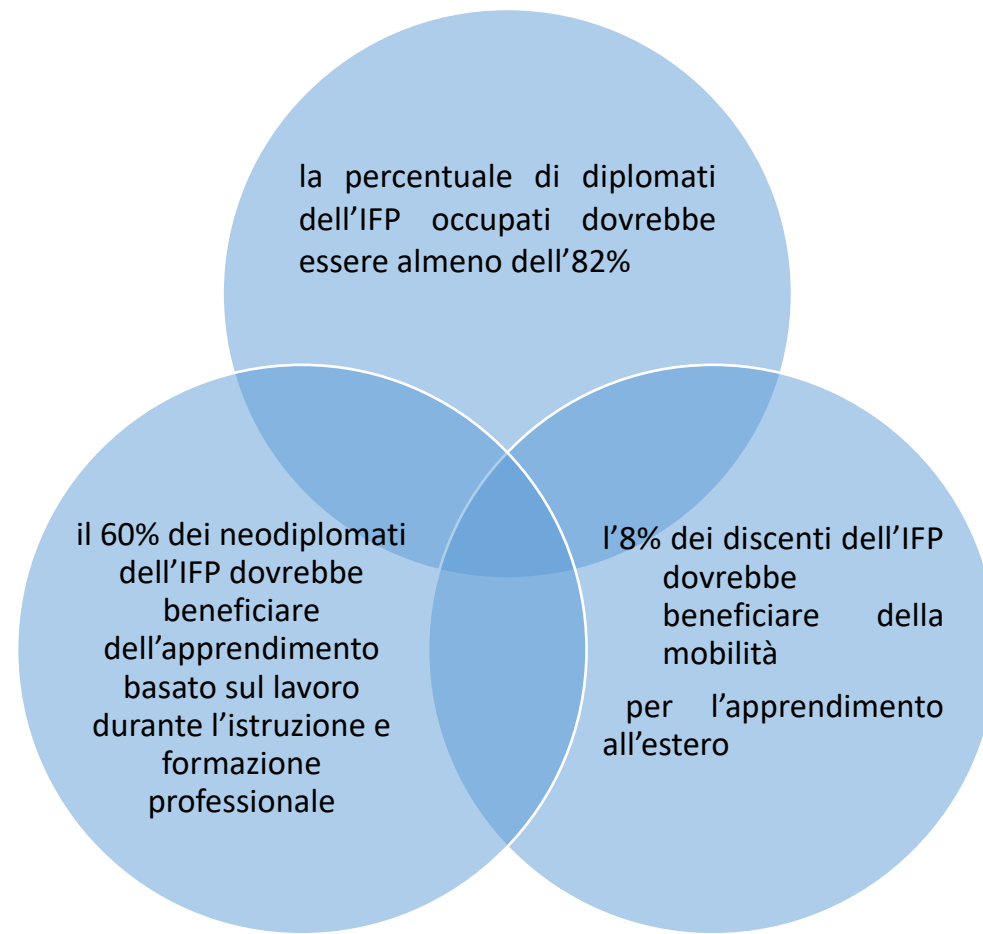 la percentuale di diplomati
dell’IFP occupati dovrebbe
essere almeno dell’82%
il 60% dei neodiplomati
dell’IFP dovrebbe
beneficiare
dell’apprendimento
basato sul lavoro
durante l’istruzione e
formazione
professionale
l’8% dei discenti dell’IFP
dovrebbe
beneficiare della
mobilità
per l’apprendimento
all’estero